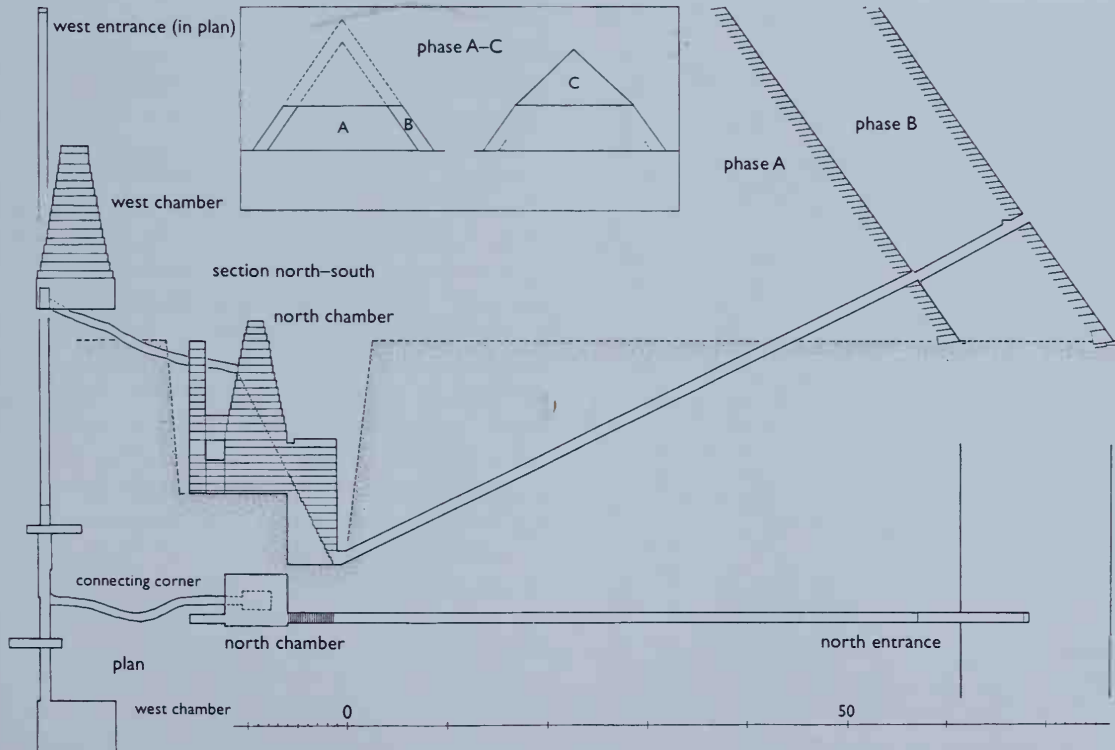 west entrance (in plan)
phase A–C
A
B
C
phase A
phase B
west chamber
section north–south
north chamber
connecting corner
north chamber
north entrance
plan
west chamber
0
50